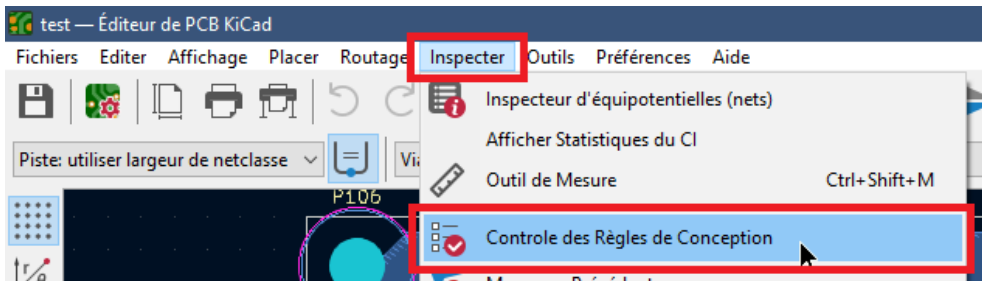 test — Éditeur de PCB KiCad
Fichiers Editer Affichage Placer Routage Inspecter Outils Préférences Aide
Inspecteur d'équipotentielles (nets)
Afficher Statistiques du CI
Piste: utiliser largeur de netclasse
Outil de Mesure Ctrl+Shift+M
P106
Controle des Règles de Conception